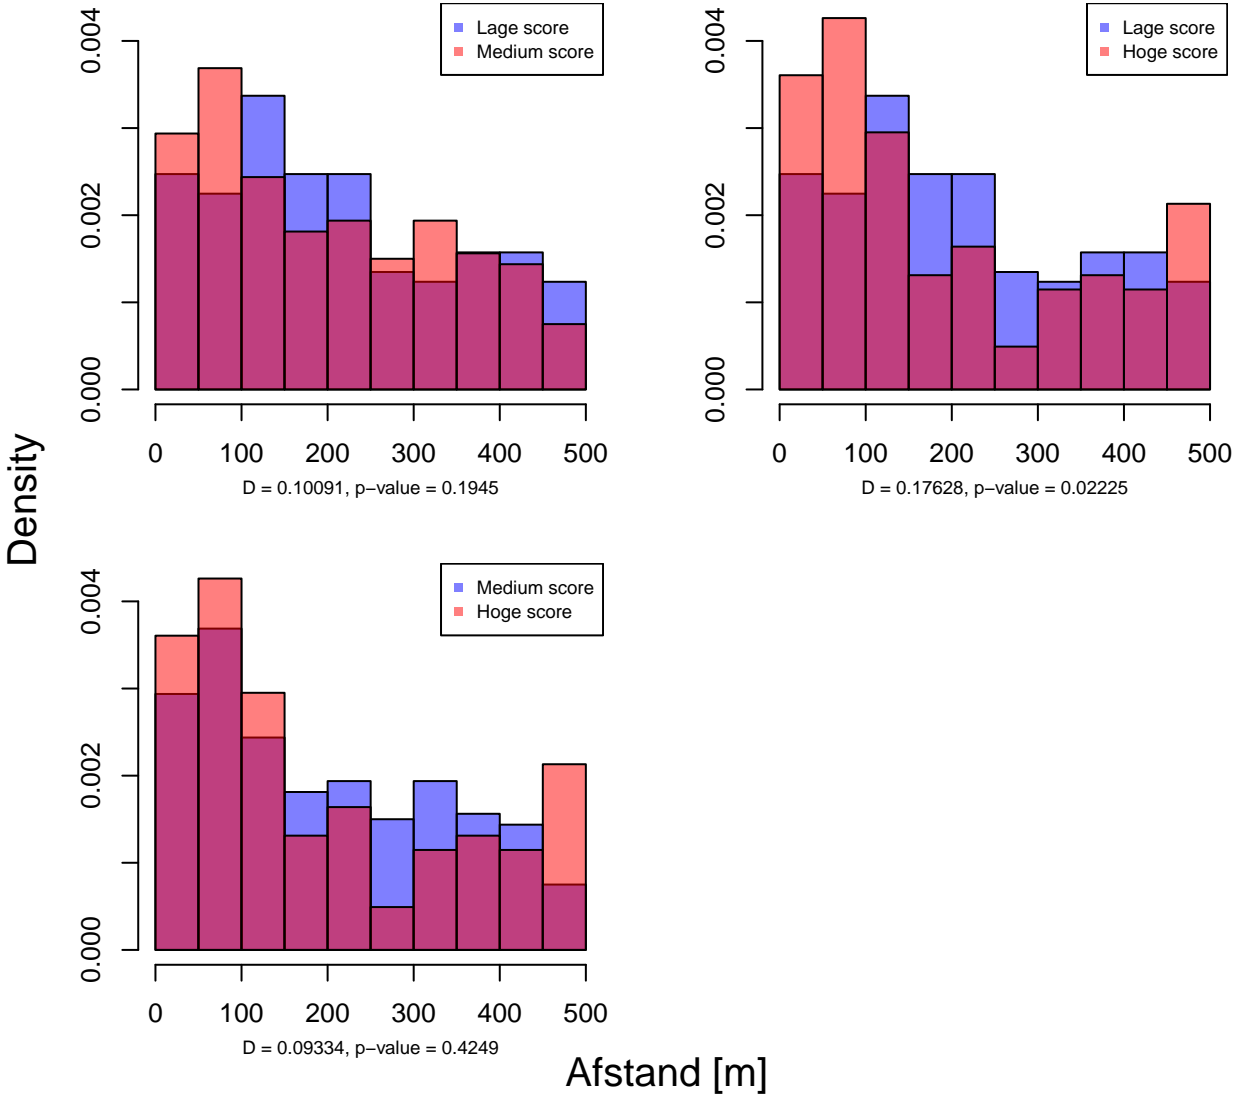 Lage score
Medium score
0.004
0.002
0.000
0 100 200 300 400 500
D = 0.10091, p−value = 0.1945
Lage score
Hoge score
0.004
0.002
0.000
0 100 200 300 400 500
D = 0.17628, p−value = 0.02225
Density
Medium score
Hoge score
0.004
0.002
0.000
0 100 200 300 400 500
D = 0.09334, p−value = 0.4249
Afstand [m]